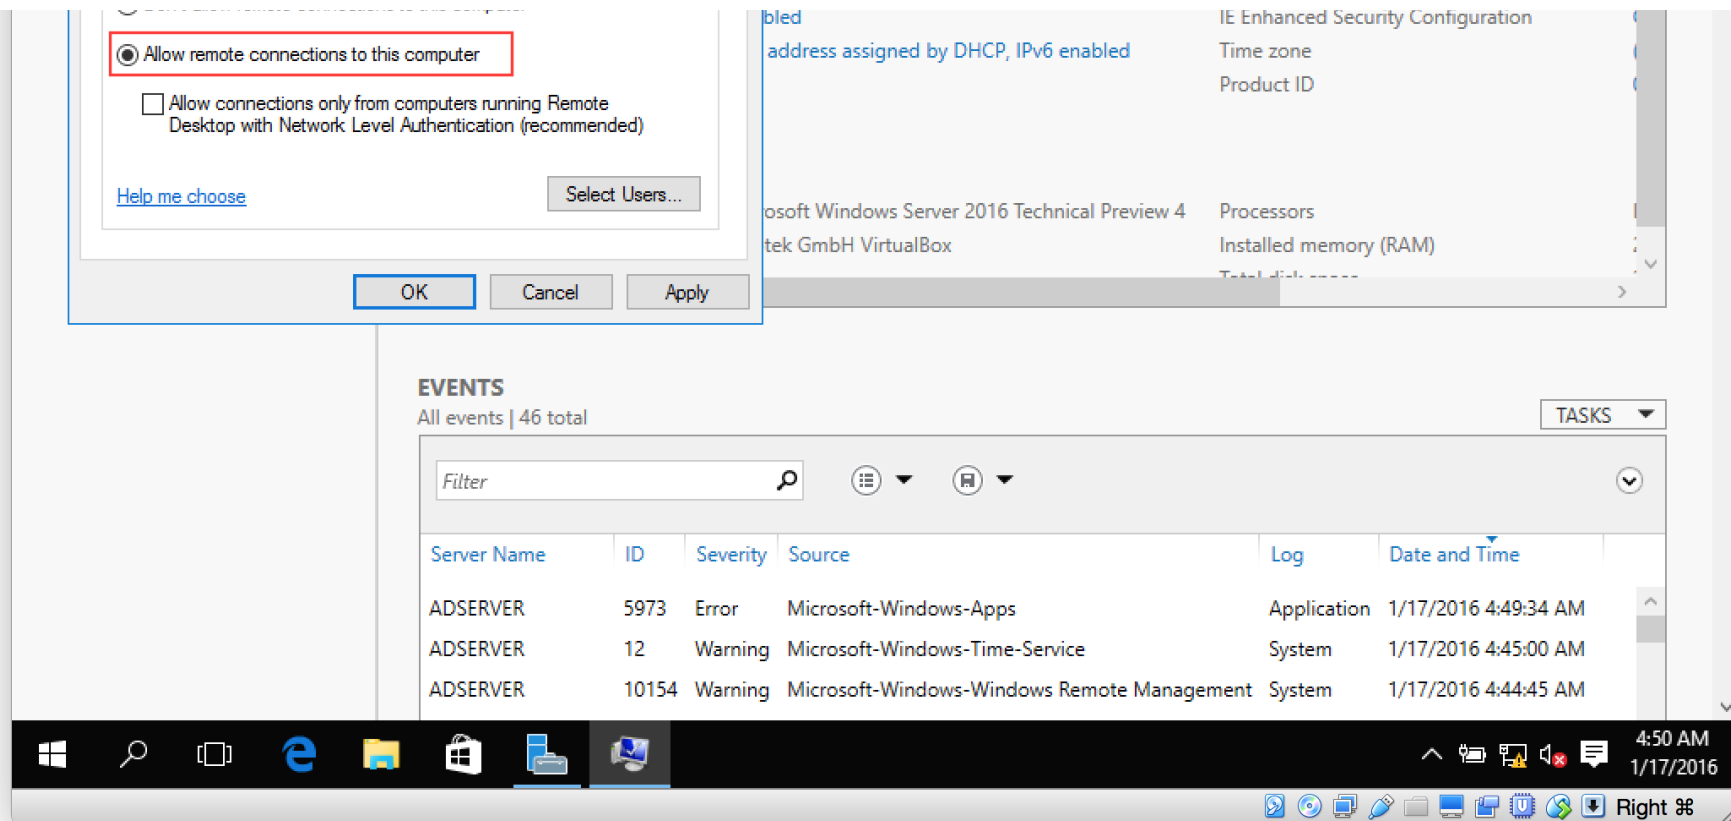 Allow remote connections to this computer
Allow connections only from computers running Remote
Desktop with Network Level Authentication (recommended)
Help me choose
Select Users...
OK
Cancel
Apply
bled
IE Enhanced Security Configuration
address assigned by DHCP, IPv6 enabled
Time zone
Product ID
osoft Windows Server 2016 Technical Preview 4
Processors
tek GmbH VirtualBox
Installed memory (RAM)
EVENTS
All events | 46 total
TASKS
Filter
Server Name ID Severity Source Log Date and Time
ADSERVER 5973 Error Microsoft-Windows-Apps Application 1/17/2016 4:49:34 AM
ADSERVER 12 Warning Microsoft-Windows-Time-Service System 1/17/2016 4:45:00 AM
ADSERVER 10154 Warning Microsoft-Windows-Windows Remote Management System 1/17/2016 4:44:45 AM
4:50 AM
1/17/2016
Right ⌘